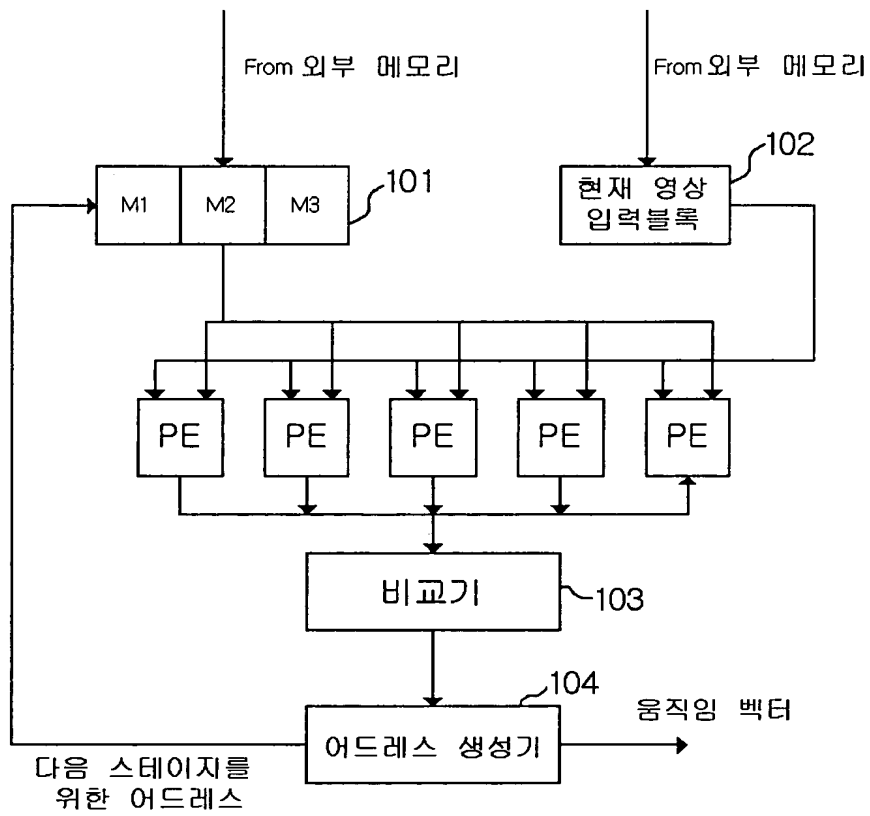 From 외부 메모리
From 외부 메모리
102
101
M1
M2
M3
현재 영상
입력블록
PE
PE
PE
PE
PE
비교기
103
104
움직임 벡터
어드레스 생성기
다음 스테이지를
위한 어드레스